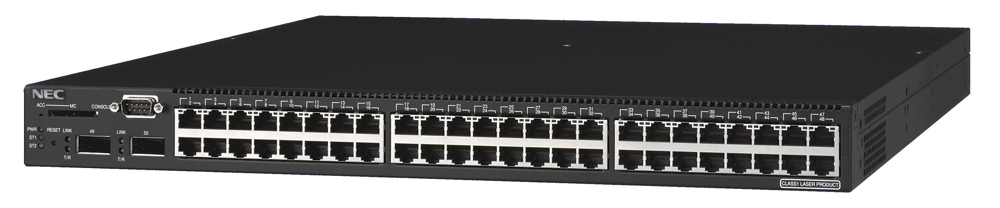 NEC
ACC MC CONSOLE
PWR RESET LINK 49 LINK 50
ST1
ST2
T/R T/R
1 3 5 7 9 11 13 15 17 19 21 23 25 27 29 31 33 35 37 39 41 43 45 47
2 4 6 8 10 12 14 16 18 20 22 24 26 28 30 32 34 36 38 40 42 44 46 48
CLASS1 LASER PRODUCT